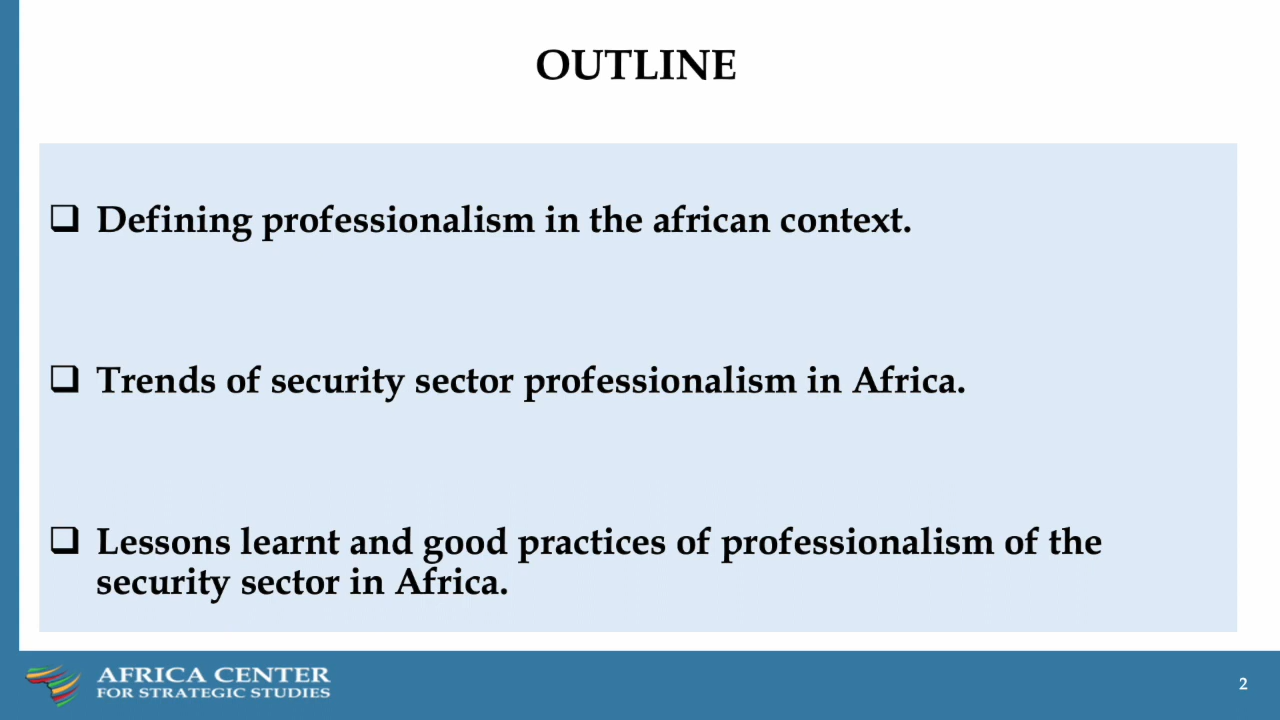 OUTLINE
❑ Defining professionalism in the african context.
❑ Trends of security sector professionalism in Africa.
❑ Lessons learnt and good practices of professionalism of the
security sector in Africa.
AFRICA CENTER
FOR STRATEGIC STUDIES
2